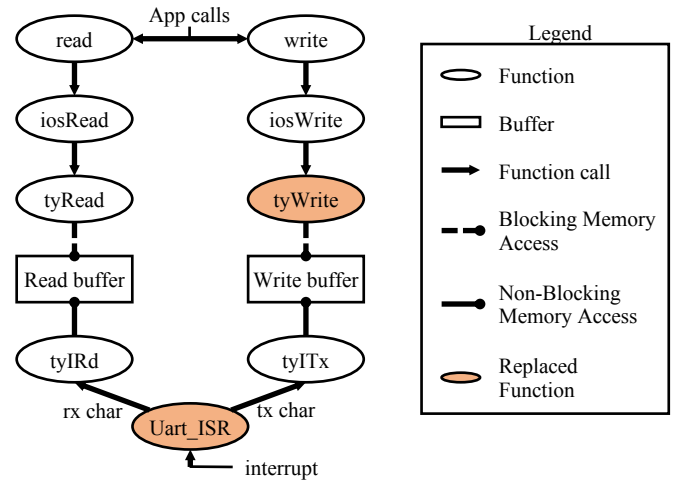 App calls
read
write
iosRead
iosWrite
tyRead
tyWrite
Read buffer
Write buffer
tyIRd
tyITx
rx char
tx char
Uart_ISR
interrupt
Legend
Function
Buffer
Function call
Blocking Memory
Access
Non-Blocking
Memory Access
Replaced
Function